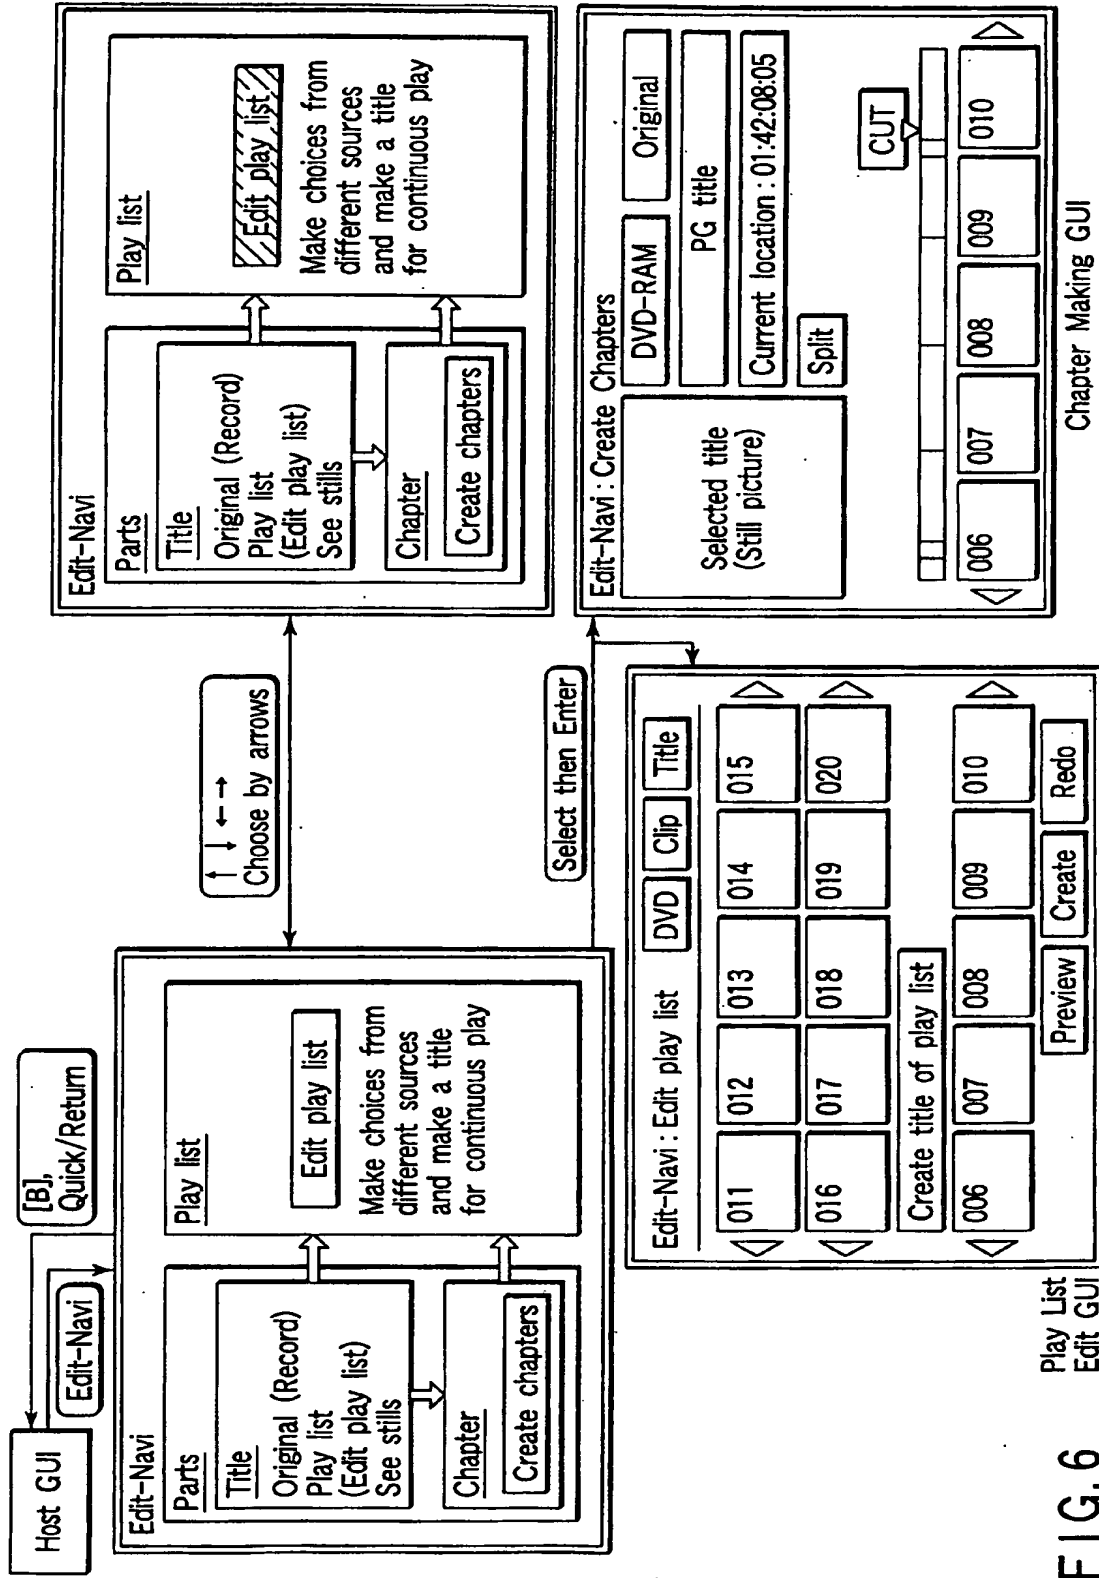 Host GUI
Edit-Navi
[B],
Quick/Return
Edit-Navi
Parts
Title
Original (Record)
Play list
(Edit play list)
See stills
Chapter
Create chapters
Play list
Edit play list
Make choices from
different sources
and make a title
for continuous play
↑ ↓ ← →
Choose by arrows
Edit-Navi
Parts
Title
Original (Record)
Play list
(Edit play list)
See stills
Chapter
Create chapters
Play list
Edit play list
Make choices from
different sources
and make a title
for continuous play
Select then Enter
Edit-Navi : Edit play list
DVD
Clip
Title
011
012
013
014
015
016
017
018
019
020
Create title of play list
006
007
008
009
010
Preview
Create
Redo
Play List
Edit GUI
Edit-Navi : Create Chapters
Selected title
(Still picture)
DVD-RAM
Original
PG title
Current location : 01:42:08:05
Split
CUT
006
007
008
009
010
Chapter Making GUI
FIG. 6